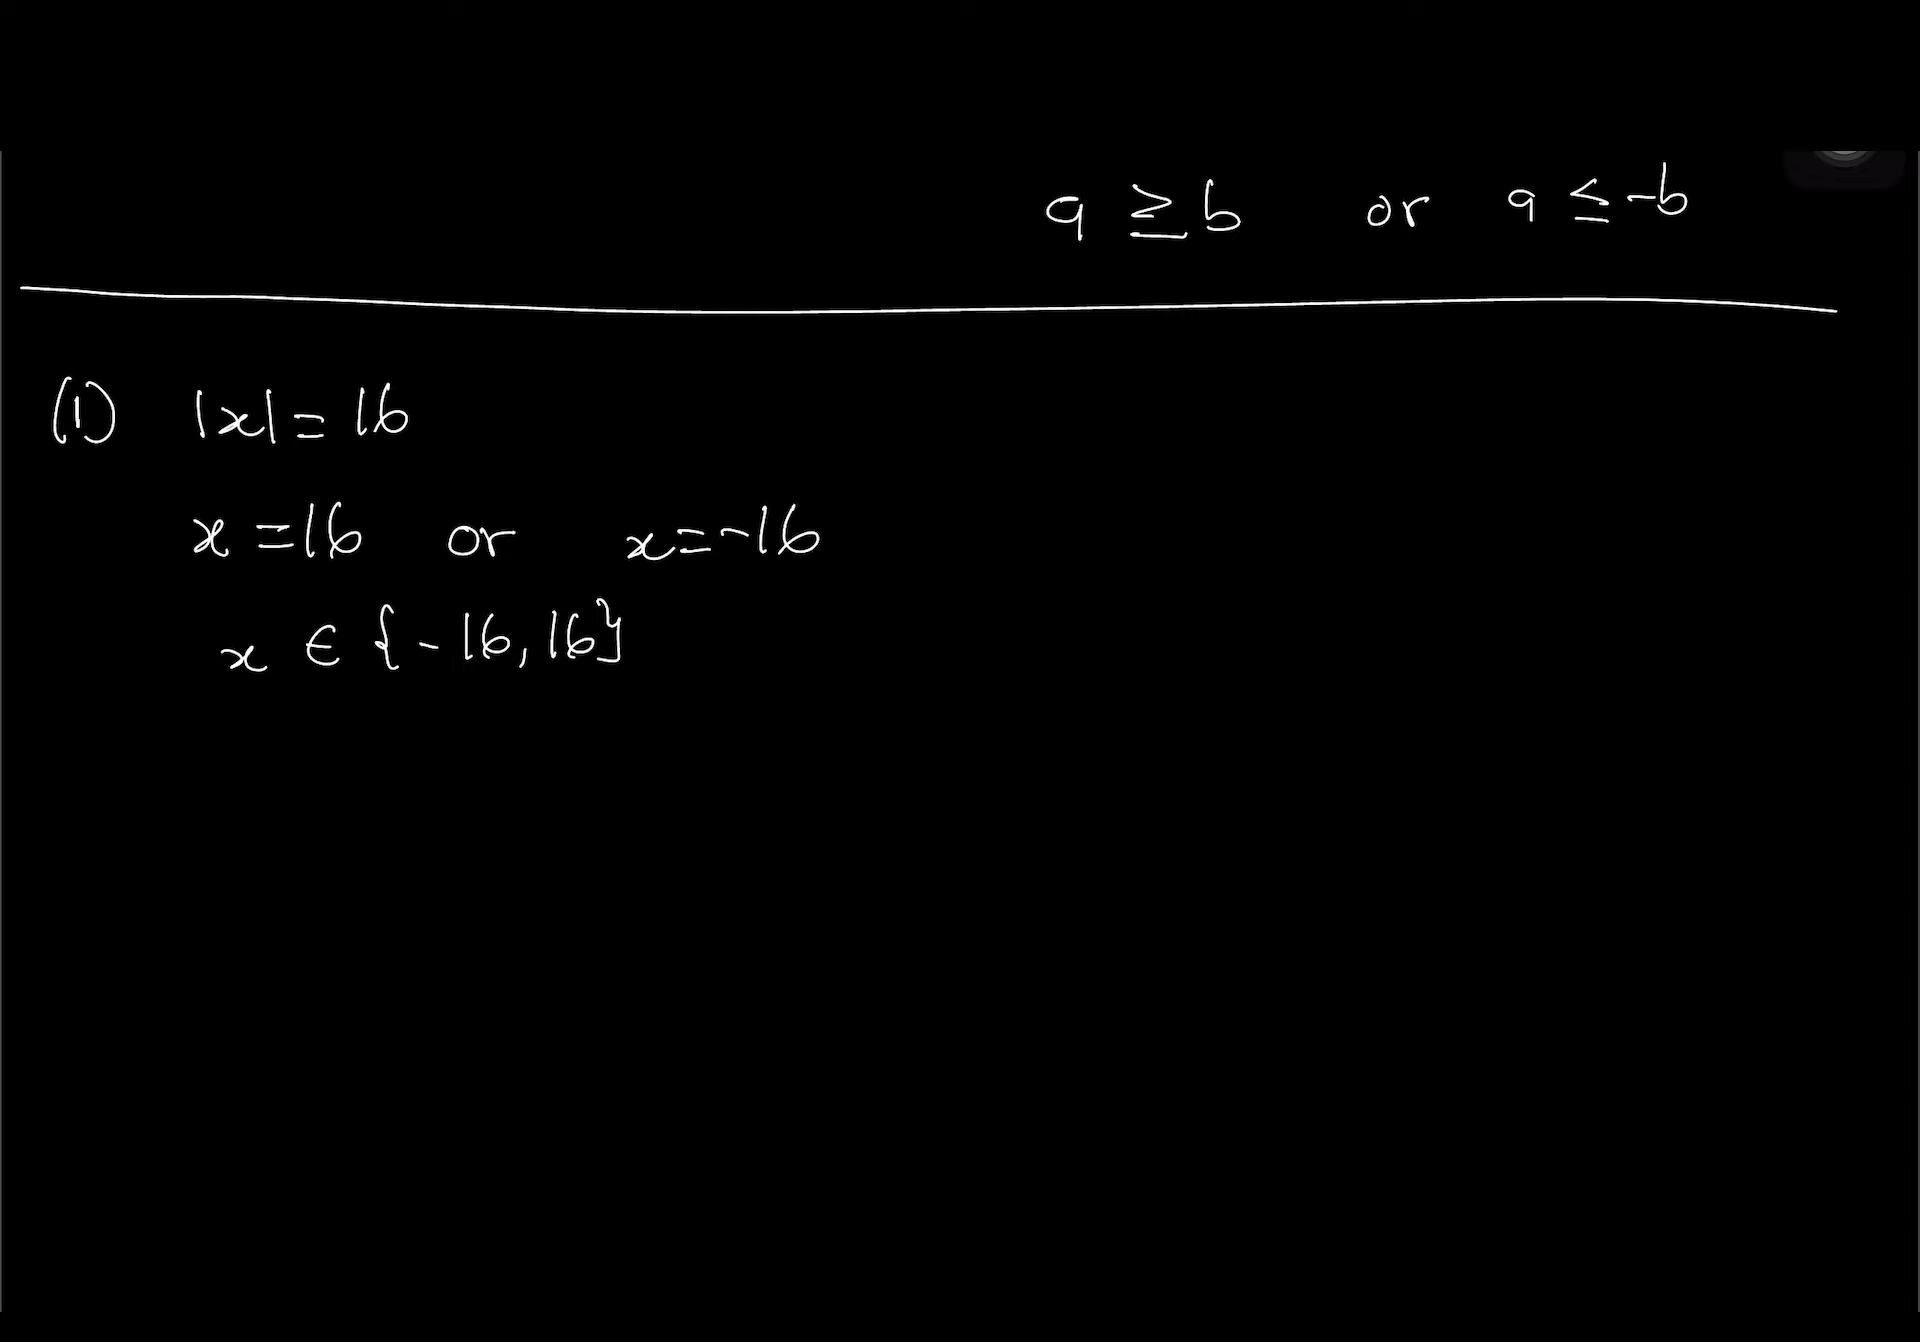 a ≥ b or a ≤ -b
(1) |x| = 16
x = 16 or x = -16
x ∈ {-16, 16}